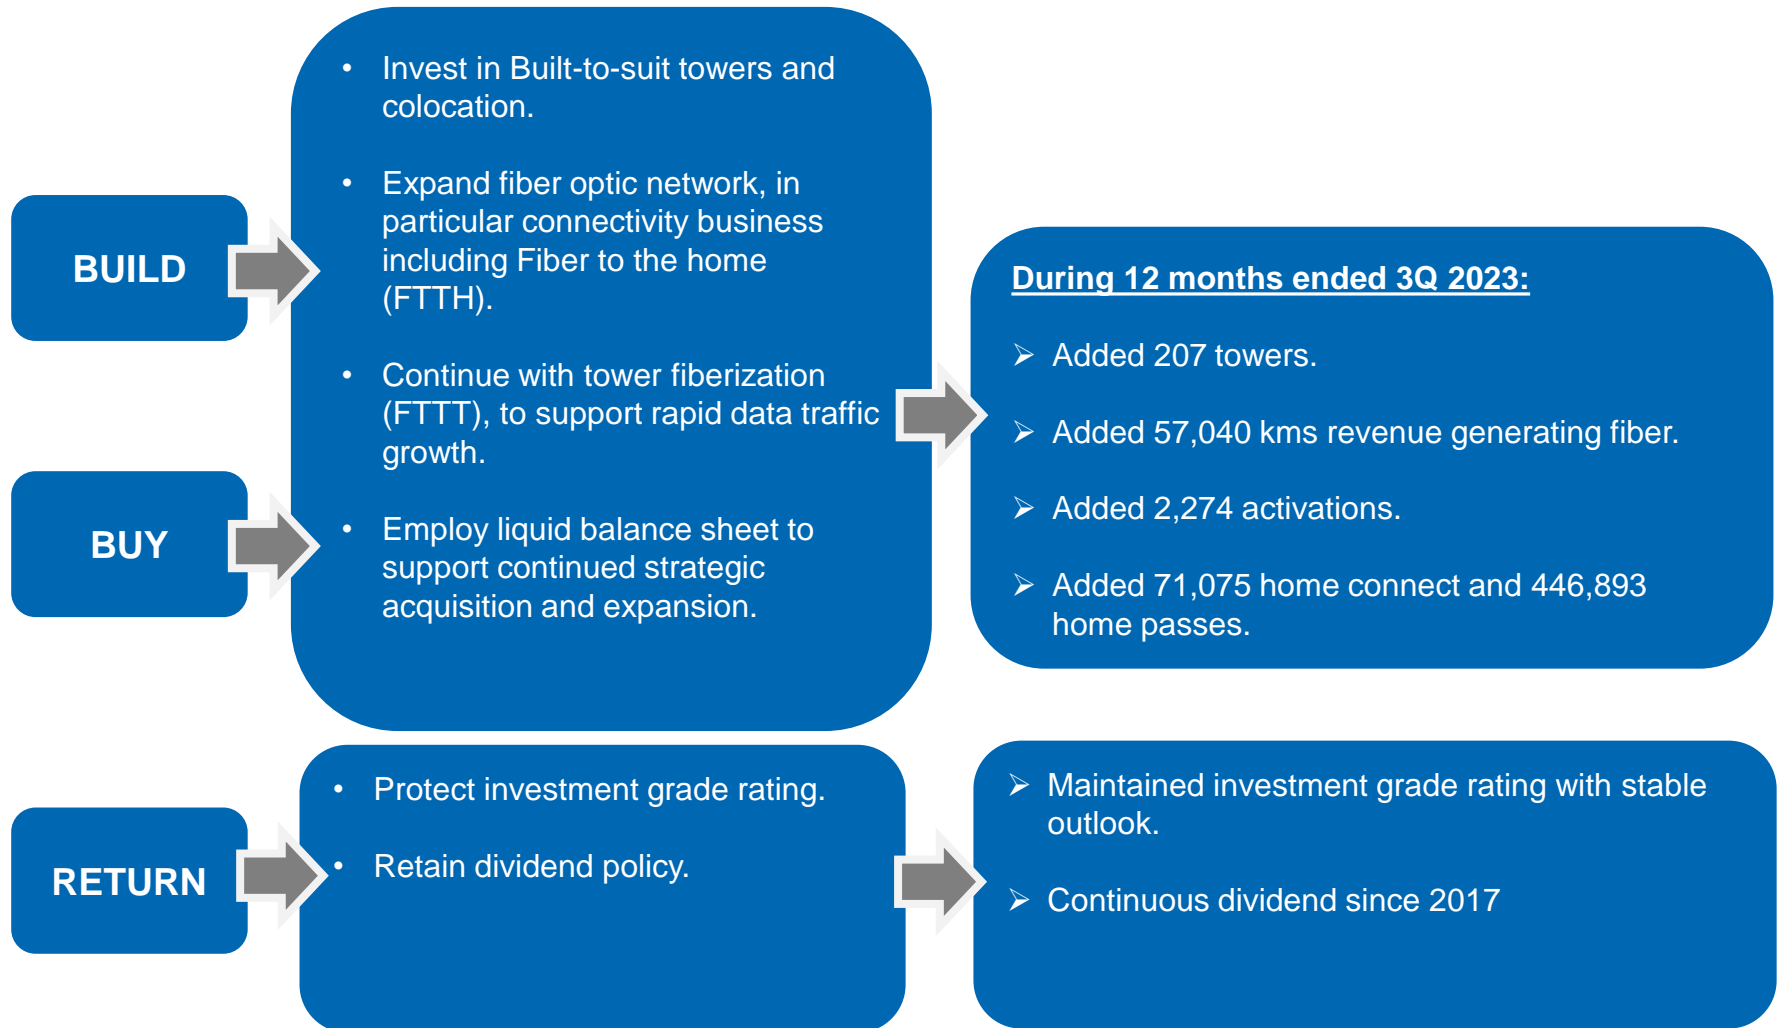 BUILD
• Invest in Built-to-suit towers and
colocation.
• Expand fiber optic network, in
particular connectivity business
including Fiber to the home
(FTTH).
• Continue with tower fiberization
(FTTT), to support rapid data traffic
growth.
BUY
• Employ liquid balance sheet to
support continued strategic
acquisition and expansion.
During 12 months ended 3Q 2023:
➢ Added 207 towers.
➢ Added 57,040 kms revenue generating fiber.
➢ Added 2,274 activations.
➢ Added 71,075 home connect and 446,893
home passes.
RETURN
• Protect investment grade rating.
• Retain dividend policy.
➢ Maintained investment grade rating with stable
outlook.
➢ Continuous dividend since 2017